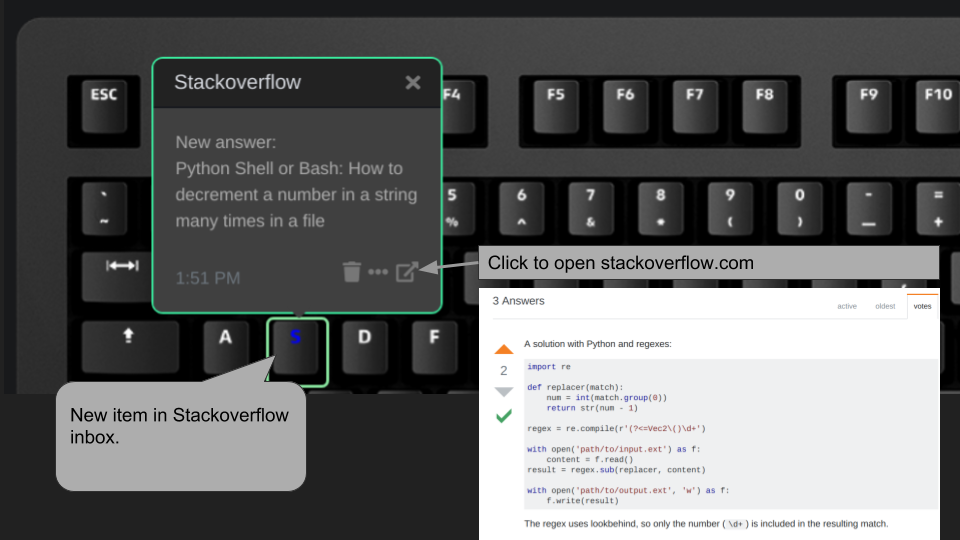 ESC
F4
F5
F6
F7
F8
F9
F10
Stackoverflow
New answer:
Python Shell or Bash: How to
decrement a number in a string
many times in a file
1:51 PM
`
~
5
%
6
^
7
&
8
*
9
(
0
)
-
_
=
+
Click to open stackoverflow.com
A
S
D
F
New item in Stackoverflow
inbox.
3 Answers
active oldest votes
2
A solution with Python and regexes:
import re
def replacer(match):
    num = int(match.group(0))
    return str(num - 1)
regex = re.compile(r'(?<=Vec2\()\d+')
with open('path/to/input.ext') as f:
    content = f.read()
result = regex.sub(replacer, content)
with open('path/to/output.ext', 'w') as f:
    f.write(result)
The regex uses lookbehind, so only the number ( \d+ ) is included in the resulting match.